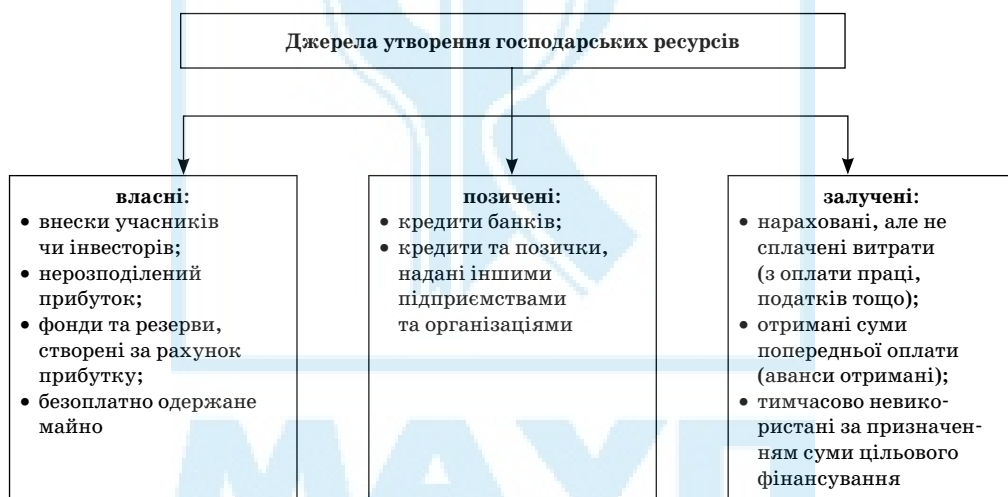 Джерела утворення господарських ресурсів
власні:
• внески учасників
чи інвесторів;
• нерозподілений
прибуток;
• фонди та резерви,
створені за рахунок
прибутку;
• безоплатно одержане
майно
позичені:
• кредити банків;
• кредити та позички,
надані іншими
підприємствами
та організаціями
залучені:
• нараховані, але не
сплачені витрати
(з оплати праці,
податків тощо);
• отримані суми
попередньої оплати
(аванси отримані);
• тимчасово невико-
ристані за призначен-
ням суми цільового
фінансування
МАУП